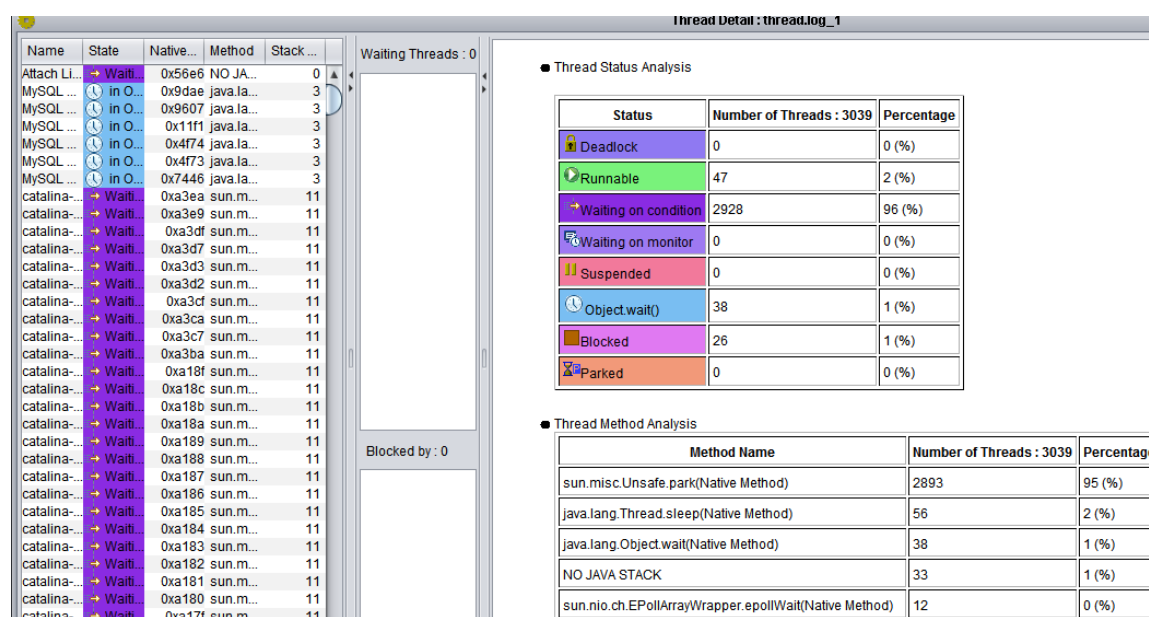 Thread Detail : thread.log_1
Name State Native... Method Stack ...
Attach Li... Waiti... 0x56e6 NO JA... 0
MySQL ... in O... 0x9dae java.la... 3
MySQL ... in O... 0x9607 java.la... 3
MySQL ... in O... 0x11f1 java.la... 3
MySQL ... in O... 0x4f74 java.la... 3
MySQL ... in O... 0x4f73 java.la... 3
MySQL ... in O... 0x7446 java.la... 3
catalina-... Waiti... 0xa3ea sun.m... 11
catalina-... Waiti... 0xa3e9 sun.m... 11
catalina-... Waiti... 0xa3df sun.m... 11
catalina-... Waiti... 0xa3d7 sun.m... 11
catalina-... Waiti... 0xa3d3 sun.m... 11
catalina-... Waiti... 0xa3d2 sun.m... 11
catalina-... Waiti... 0xa3cf sun.m... 11
catalina-... Waiti... 0xa3ca sun.m... 11
catalina-... Waiti... 0xa3c7 sun.m... 11
catalina-... Waiti... 0xa3ba sun.m... 11
catalina-... Waiti... 0xa18f sun.m... 11
catalina-... Waiti... 0xa18c sun.m... 11
catalina-... Waiti... 0xa18b sun.m... 11
catalina-... Waiti... 0xa18a sun.m... 11
catalina-... Waiti... 0xa189 sun.m... 11
catalina-... Waiti... 0xa188 sun.m... 11
catalina-... Waiti... 0xa187 sun.m... 11
catalina-... Waiti... 0xa186 sun.m... 11
catalina-... Waiti... 0xa185 sun.m... 11
catalina-... Waiti... 0xa184 sun.m... 11
catalina-... Waiti... 0xa183 sun.m... 11
catalina-... Waiti... 0xa182 sun.m... 11
catalina-... Waiti... 0xa181 sun.m... 11
catalina-... Waiti... 0xa180 sun.m... 11
catalina-... Waiti... 0xa17f sun.m... 11
Waiting Threads : 0
Blocked by : 0
Thread Status Analysis
Status Number of Threads : 3039 Percentage
Deadlock 0 0 (%)
Runnable 47 2 (%)
Waiting on condition 2928 96 (%)
Waiting on monitor 0 0 (%)
Suspended 0 0 (%)
Object.wait() 38 1 (%)
Blocked 26 1 (%)
Parked 0 0 (%)
Thread Method Analysis
Method Name Number of Threads : 3039 Percentag
sun.misc.Unsafe.park(Native Method) 2893 95 (%)
java.lang.Thread.sleep(Native Method) 56 2 (%)
java.lang.Object.wait(Native Method) 38 1 (%)
NO JAVA STACK 33 1 (%)
sun.nio.ch.EPollArrayWrapper.epollWait(Native Method) 12 0 (%)